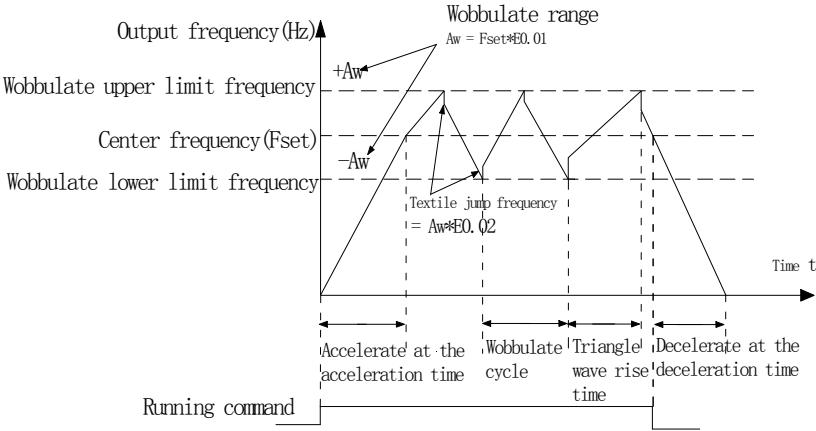 Wobbulate range
Output frequency(Hz)
Aw = Fset*E0.01
+Aw
Wobbulate upper limit frequency
Center frequency(Fset)
−Aw
Wobbulate lower limit frequency
Textile jump frequency
= Aw*E0.02
Time t
Accelerate at the
acceleration time
Wobbulate
cycle
Triangle
wave rise
time
Decelerate at the
deceleration time
Running command